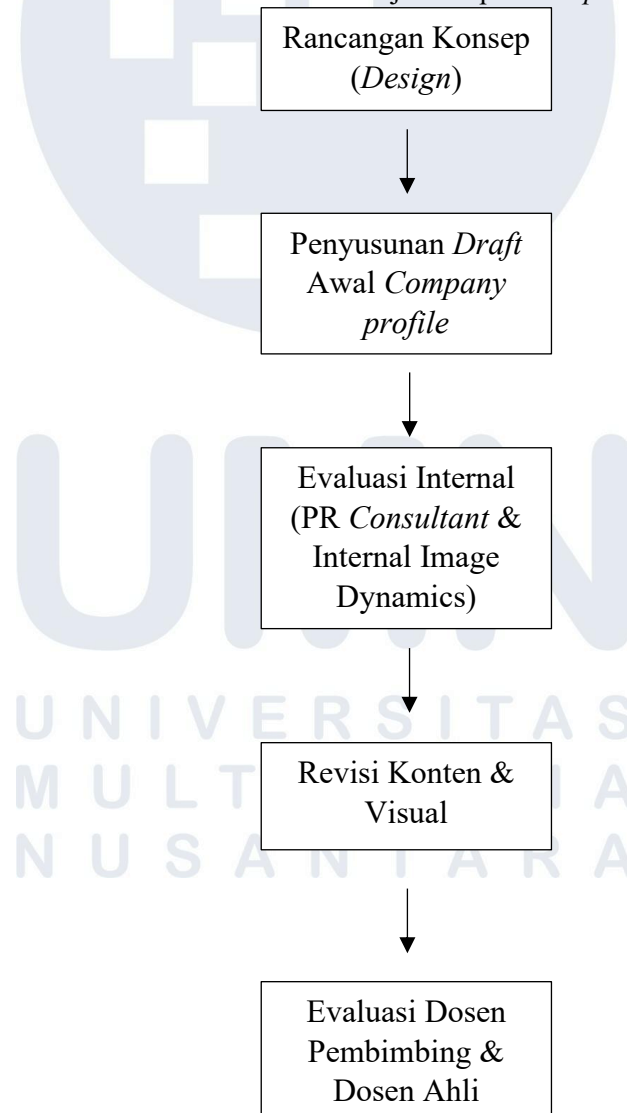 Rancangan Konsep
(Design)
Penyusunan Draft
Awal Company
profile
Evaluasi Internal
(PR Consultant &
Internal Image
Dynamics)
Revisi Konten &
Visual
UNIVERSITAS
NUSANTARA
Evaluasi Dosen
Pembimbing &
Dosen Ahli